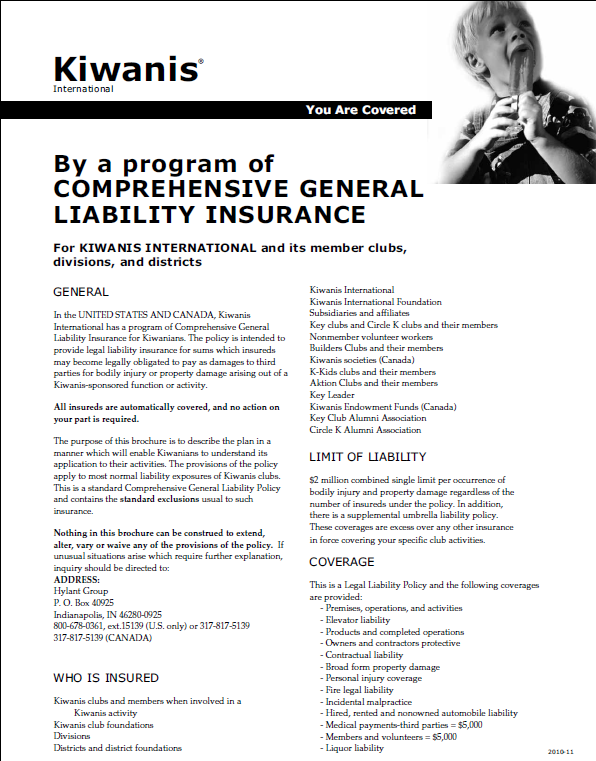 Kiwanis®
International
You Are Covered
By a program of
COMPREHENSIVE GENERAL
LIABILITY INSURANCE
For KIWANIS INTERNATIONAL and its member clubs,
divisions, and districts
GENERAL
In the UNITED STATES AND CANADA, Kiwanis
International has a program of Comprehensive General
Liability Insurance for Kiwanians. The policy is intended to
provide legal liability insurance for sums which insureds
may become legally obligated to pay as damages to third
parties for bodily injury or property damage arising out of a
Kiwanis-sponsored function or activity.
All insureds are automatically covered, and no action on
your part is required.
The purpose of this brochure is to describe the plan in a
manner which will enable Kiwanians to understand its
application to their activities. The provisions of the policy
apply to most normal liability exposures of Kiwanis clubs.
This is a standard Comprehensive General Liability Policy
and contains the standard exclusions usual to such
insurance.
Nothing in this brochure can be construed to extend,
alter, vary or waive any of the provisions of the policy. If
unusual situations arise which require further explanation,
inquiry should be directed to:
ADDRESS:
Hylant Group
P. O. Box 40925
Indianapolis, IN 46280-0925
800-678-0361, ext.15139 (U.S. only) or 317-817-5139
317-817-5139 (CANADA)
WHO IS INSURED
Kiwanis clubs and members when involved in a
Kiwanis activity
Kiwanis club foundations
Divisions
Districts and district foundations
Kiwanis International
Kiwanis International Foundation
Subsidiaries and affiliates
Key clubs and Circle K clubs and their members
Nonmember volunteer workers
Builders Clubs and their members
Kiwanis societies (Canada)
K-Kids clubs and their members
Aktion Clubs and their members
Key Leader
Kiwanis Endowment Funds (Canada)
Key Club Alumni Association
Circle K Alumni Association
LIMIT OF LIABILITY
$2 million combined single limit per occurrence of
bodily injury and property damage regardless of the
number of insureds under the policy. In addition,
there is a supplemental umbrella liability policy.
These coverages are excess over any other insurance
in force covering your specific club activities.
COVERAGE
This is a Legal Liability Policy and the following coverages
are provided:
- Premises, operations, and activities
- Elevator liability
- Products and completed operations
- Owners and contractors protective
- Contractual liability
- Broad form property damage
- Personal injury coverage
- Fire legal liability
- Incidental malpractice
- Hired, rented and nonowned automobile liability
- Medical payments-third parties = $5,000
- Members and volunteers = $5,000
- Liquor liability
2010-11